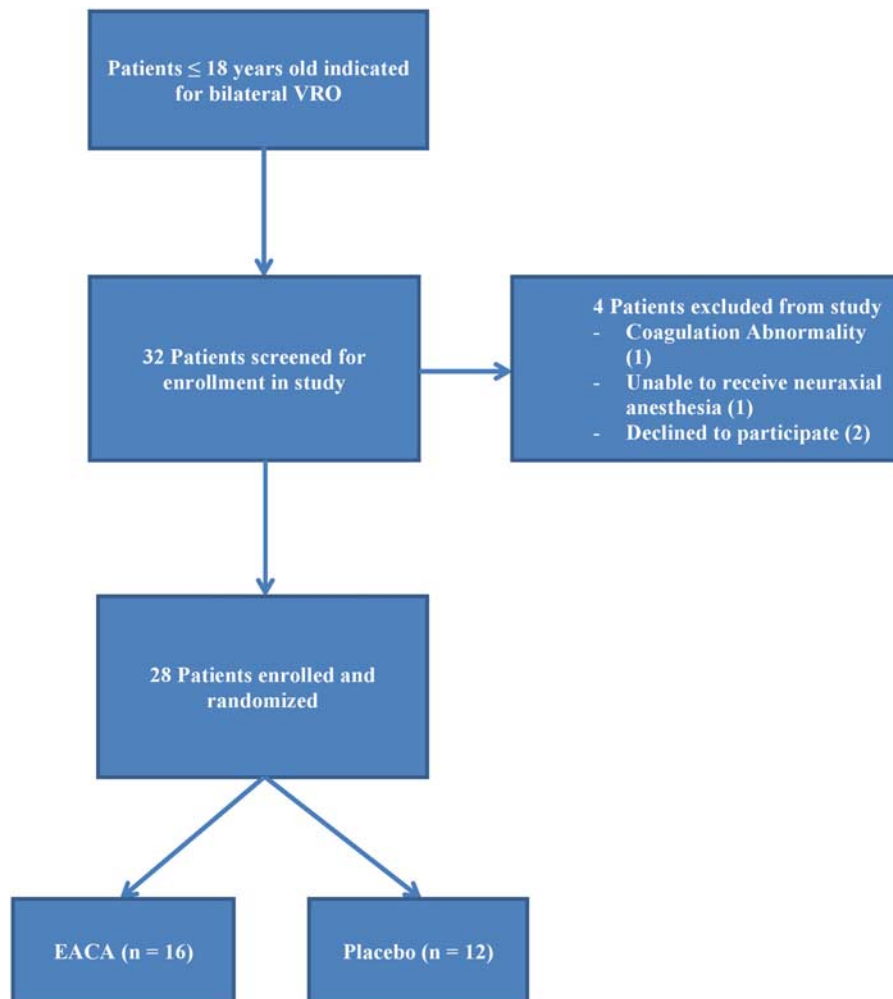 Patients ≤ 18 years old indicated
for bilateral VRO
32 Patients screened for
enrollment in study
4 Patients excluded from study
- Coagulation Abnormality
(1)
- Unable to receive neuraxial
anesthesia (1)
- Declined to participate (2)
28 Patients enrolled and
randomized
EACA (n = 16)
Placebo (n = 12)